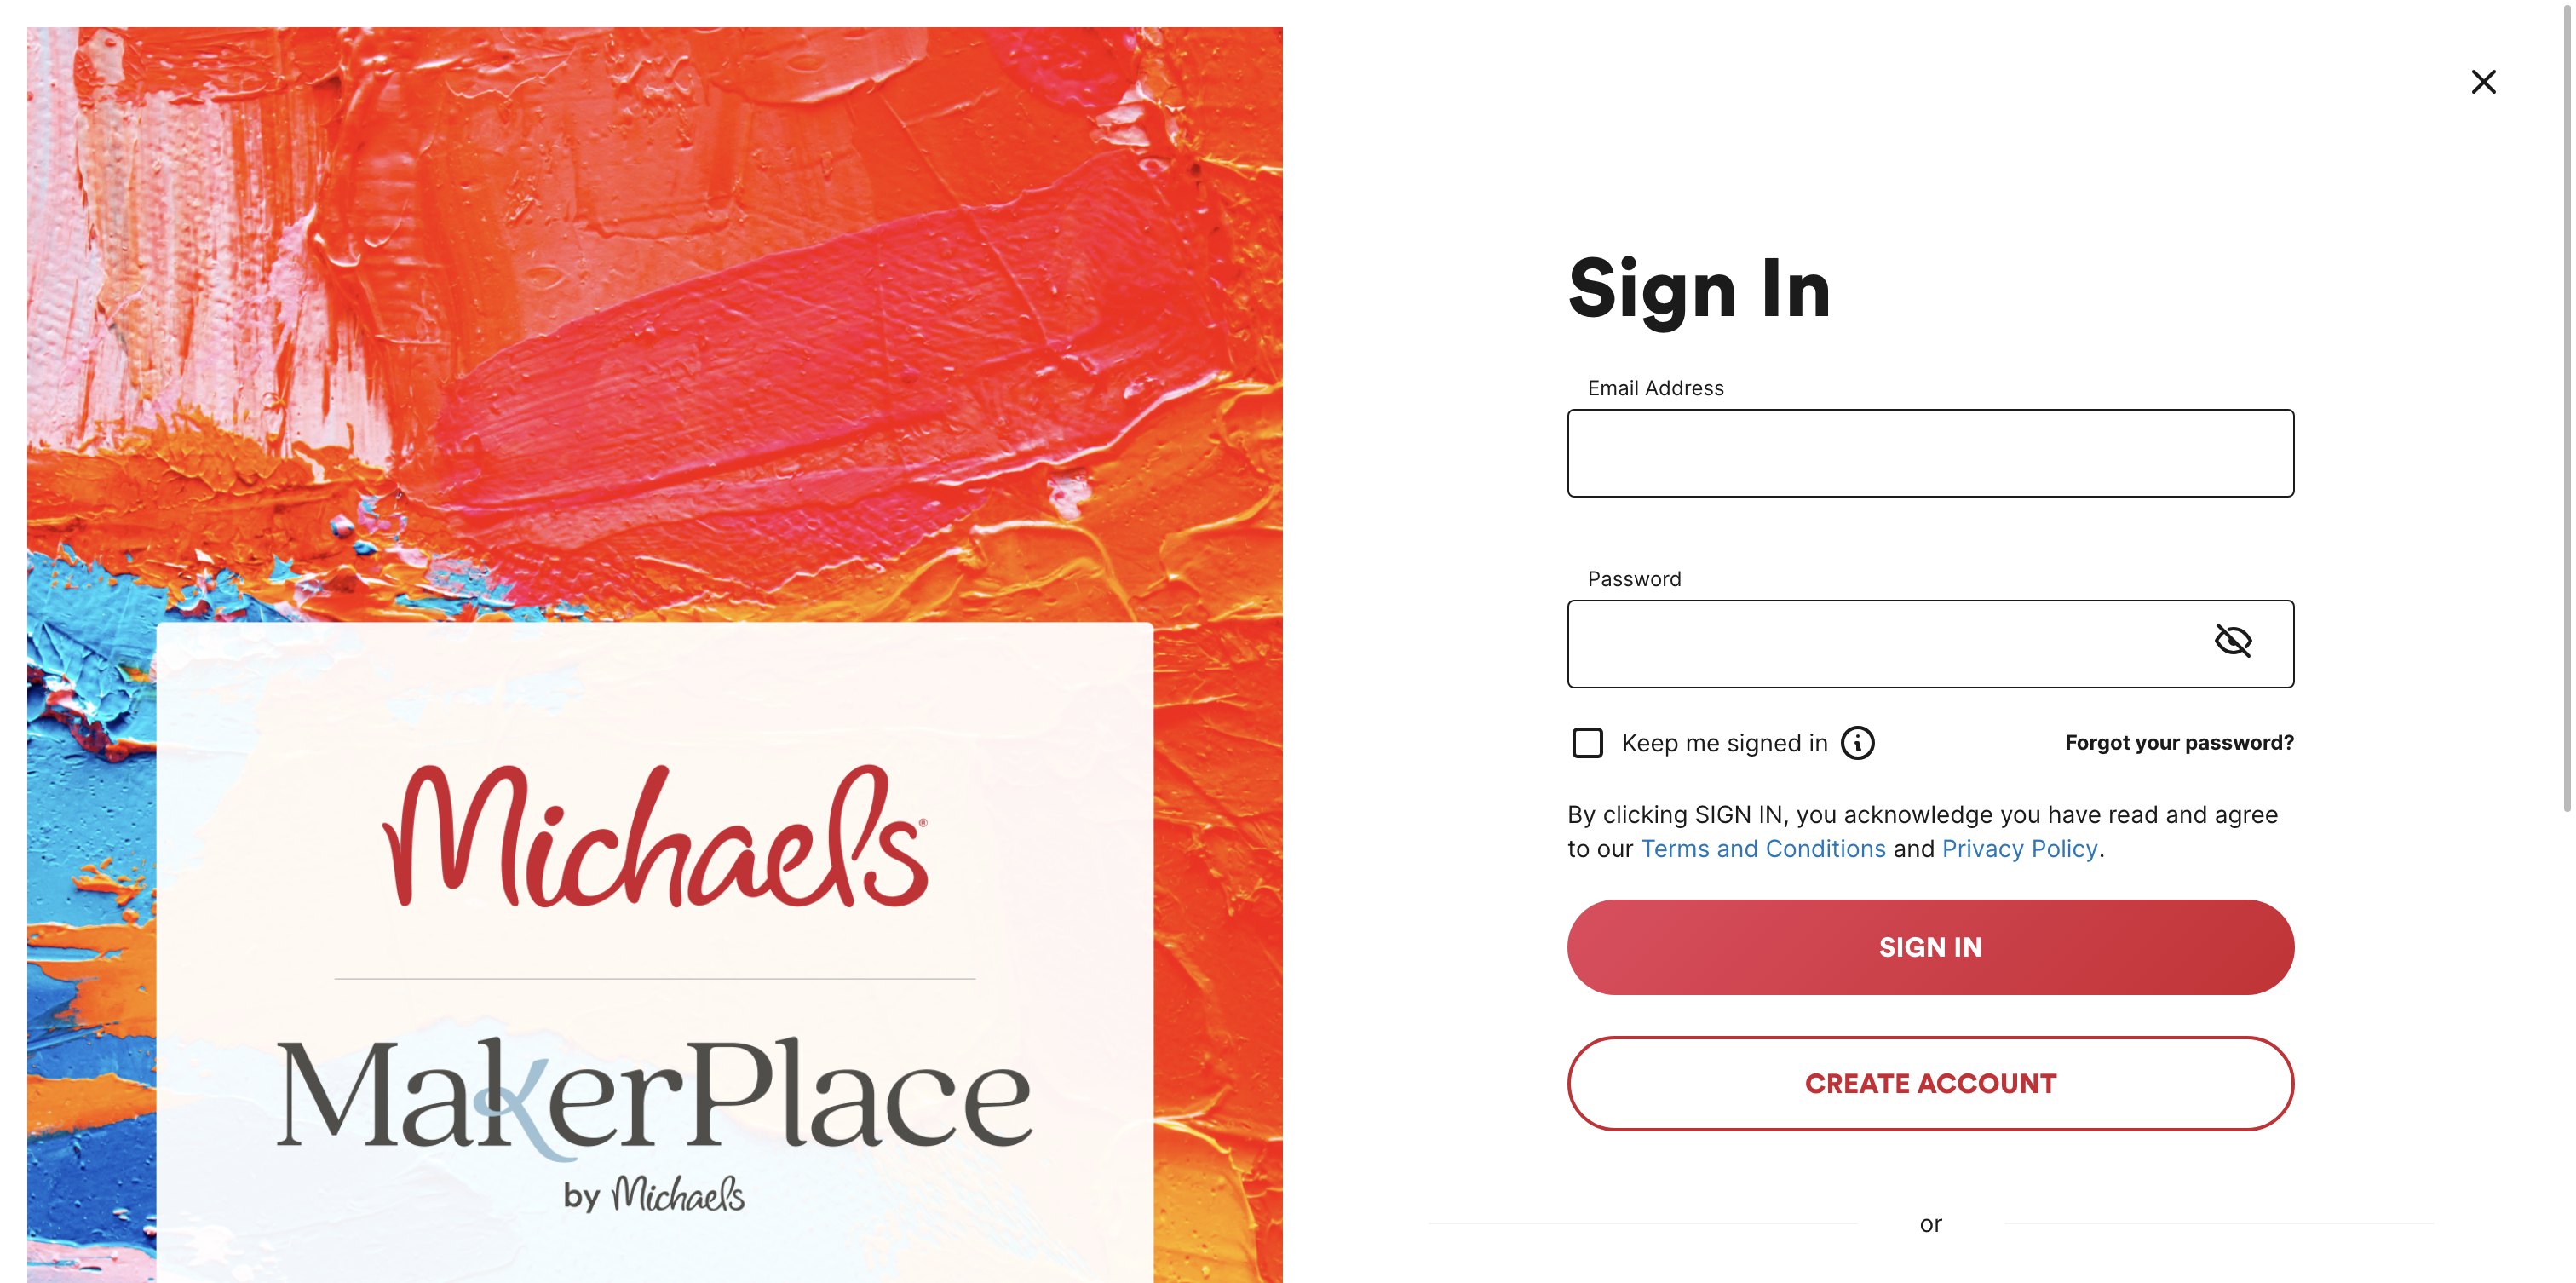 Michaels®
MakerPlace
by Michaels
Sign In
Email Address
Password
Keep me signed in
Forgot your password?
By clicking SIGN IN, you acknowledge you have read and agree
to our Terms and Conditions and Privacy Policy.
SIGN IN
CREATE ACCOUNT
or